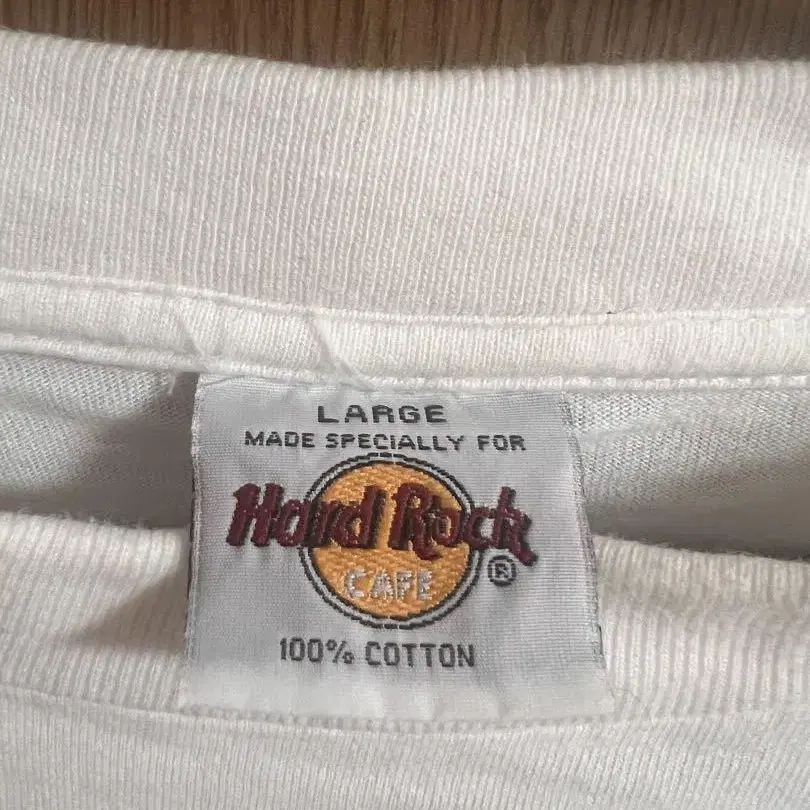 LARGE
MADE SPECIALLY FOR
Hard Rock
CAFE
®
100% COTTON